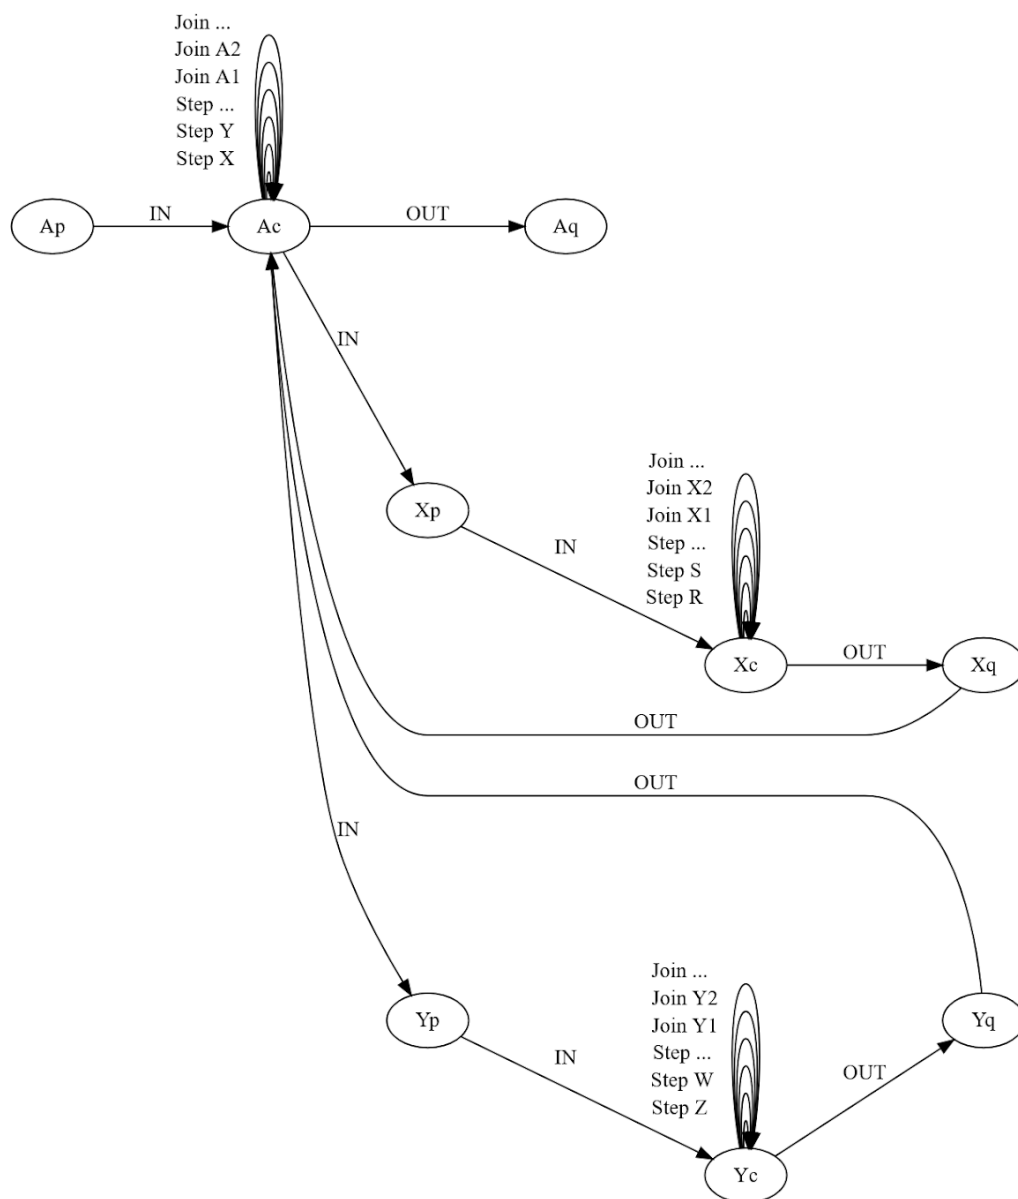 Join ...
Join A2
Join A1
Step ...
Step Y
Step X
Ap
IN
Ac
OUT
Aq
IN
Xp
Join ...
Join X2
Join X1
Step ...
Step S
Step R
IN
Xc
OUT
Xq
OUT
OUT
IN
Yp
Join ...
Join Y2
Join Y1
Step ...
Step W
Step Z
IN
Yc
OUT
Yq